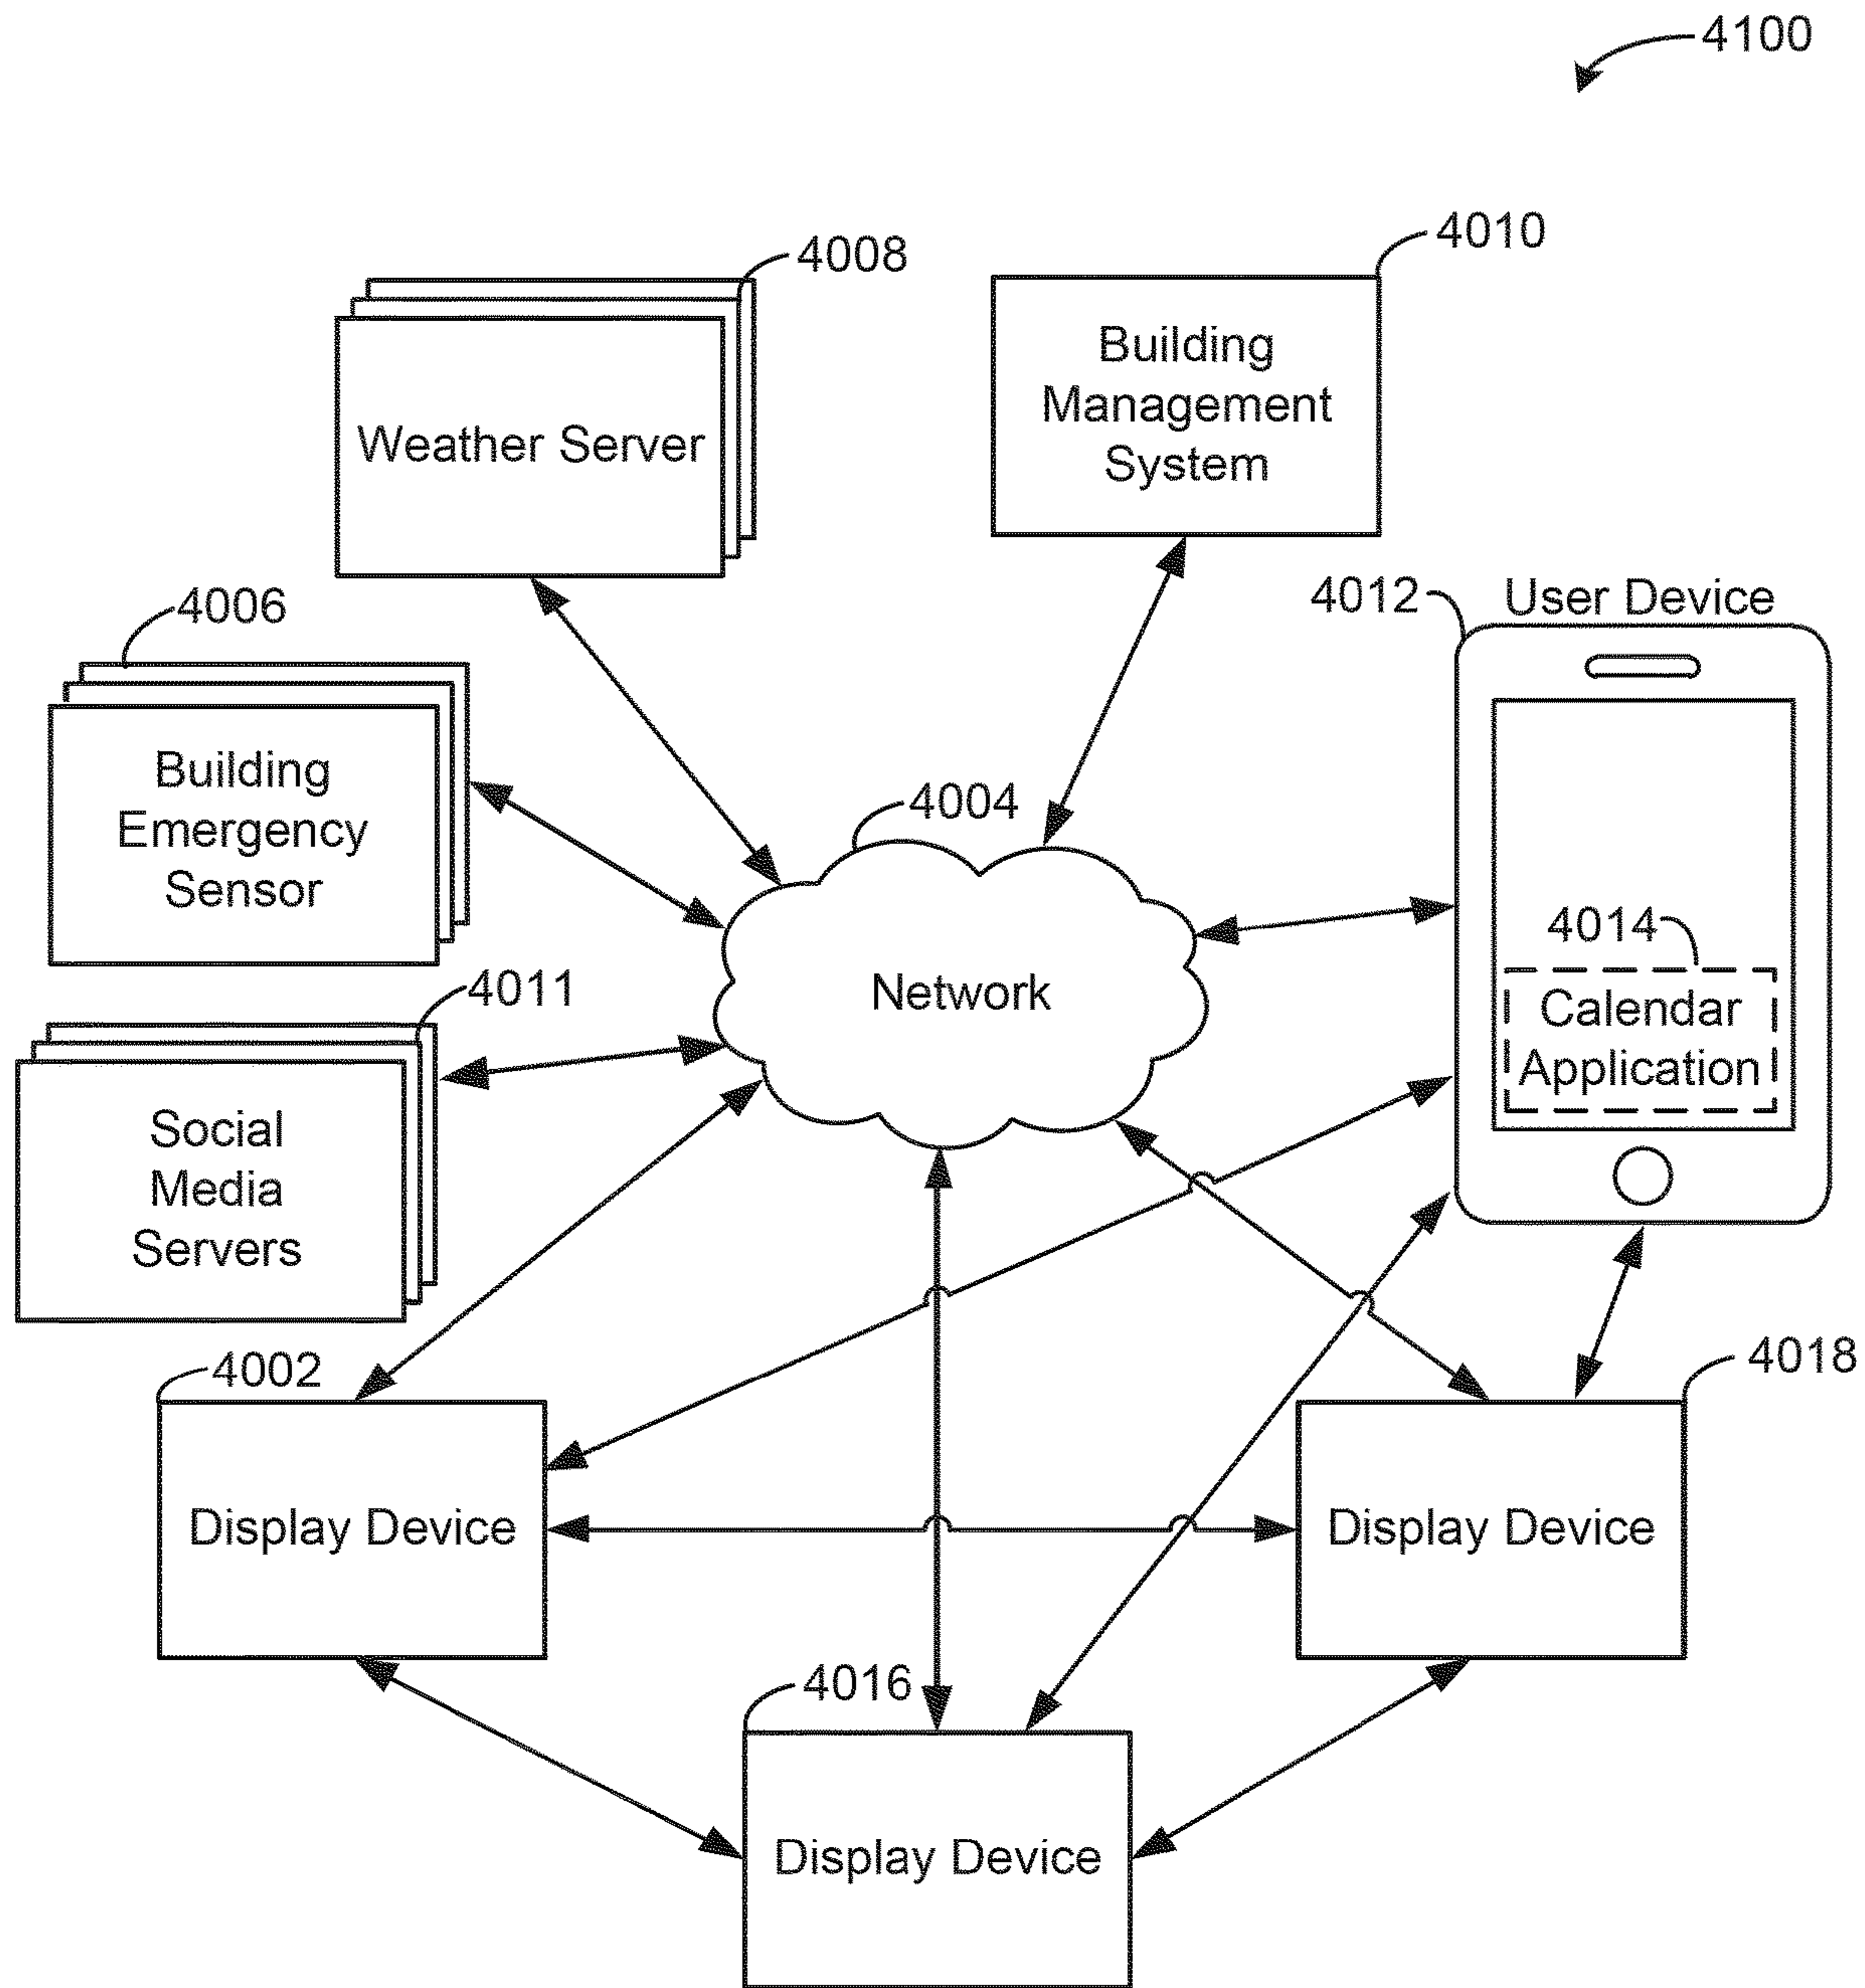 4100
4008
4010
Weather Server
Building
Management
System
4006
4012
User Device
Building
Emergency
Sensor
4004
4014
Calendar
Application
Network
4011
Social
Media
Servers
4002
4018
Display Device
Display Device
4016
Display Device